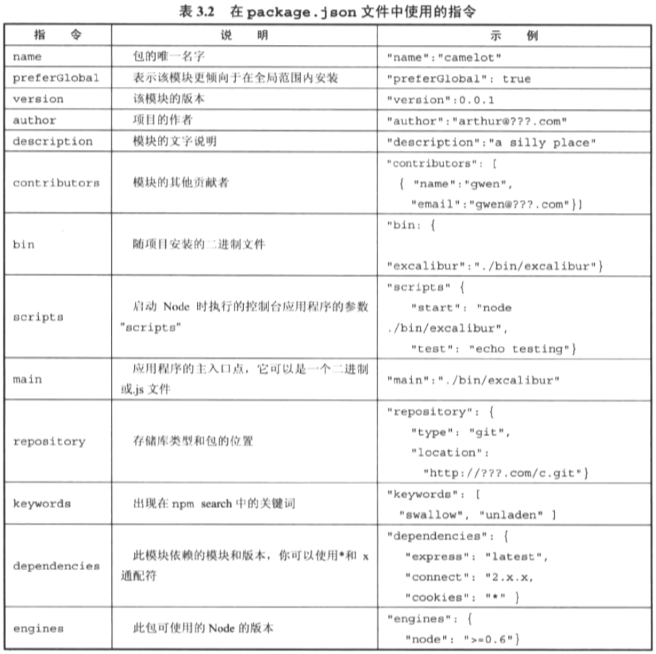 表 3.2 在 package.json 文件中使用的指令
指 令 说 明 示 例
name 包的唯一名字 "name":"camelot"
preferGlobal 表示该模块更倾向于在全局范围内安装 "preferGlobal": true
version 该模块的版本 "version":0.0.1
author 项目的作者 "author":"arthur@???.com"
description 模块的文字说明 "description":"a silly place"
contributors 模块的其他贡献者 "contributors": [
{ "name":"gwen",
"email":"gwen@???.com"}]
bin 随项目安装的二进制文件 "bin: {
"excalibur":"./bin/excalibur"}
scripts 启动 Node 时执行的控制台应用程序的参数
"scripts"
"scripts" {
"start": "node
./bin/excalibur",
"test": "echo testing"}
main 应用程序的主入口点，它可以是一个二进制
或.js 文件
"main":"./bin/excalibur"
repository 存储库类型和包的位置 "repository": {
"type": "git",
"location":
"http://???.com/c.git"}
keywords 出现在 npm search 中的关键词 "keywords": [
"swallow", "unladen" ]
dependencies 此模块依赖的模块和版本，你可以使用*和 x
通配符
"dependencies": {
"express": "latest",
"connect": "2.x.x,
"cookies": "*" }
engines 此包可使用的 Node 的版本 "engines": {
"node": ">=0.6"}